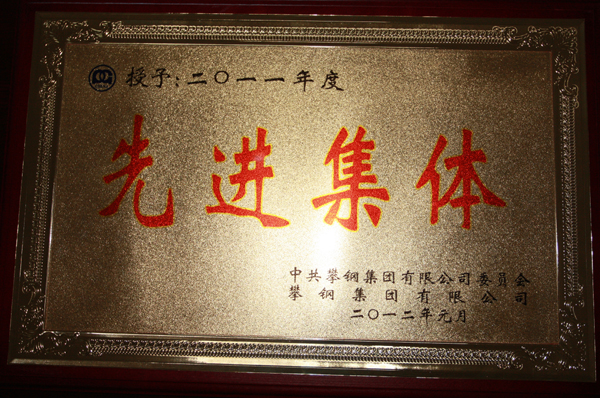 授予:二〇一一年度
先进集体
中共攀钢集团有限公司委员会
攀钢集团有限公司
二〇一二年元月